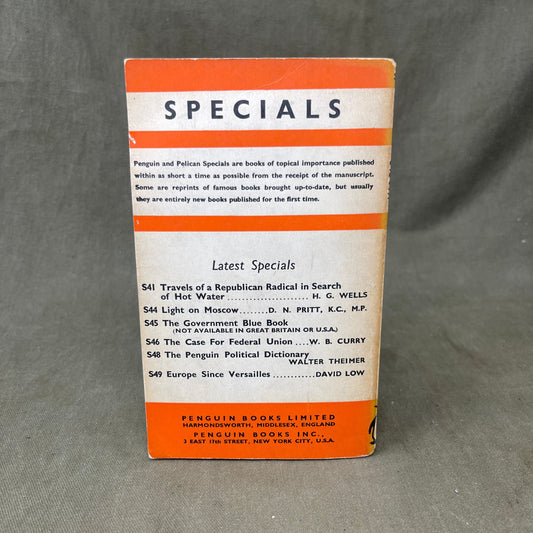 SPECIALS
Penguin and Pelican Specials are books of topical importance published
within as short a time as possible from the receipt of the manuscript.
Some are reprints of famous books brought up-to-date, but usually
they are entirely new books published for the first time.
Latest Specials
S41 Travels of a Republican Radical in Search
of Hot Water ...................... H. G. WELLS
S44 Light on Moscow........D. N. PRITT, K.C., M.P.
S45 The Government Blue Book
(NOT AVAILABLE IN GREAT BRITAIN OR U.S.A.)
S46 The Case For Federal Union ....W. B. CURRY
S48 The Penguin Political Dictionary
WALTER THEIMER
S49 Europe Since Versailles ............DAVID LOW
PENGUIN BOOKS LIMITED
HARMONDSWORTH, MIDDLESEX, ENGLAND
PENGUIN BOOKS INC.,
3 EAST 17th STREET, NEW YORK CITY, U.S.A.